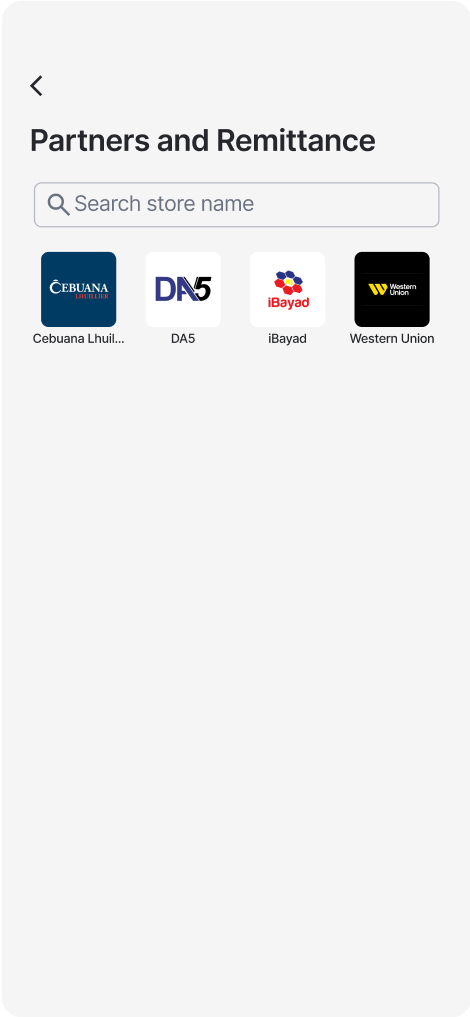 Partners and Remittance
Search store name
CEBUANA
LHUILLIER
DA5
iBayad
Western
Union
Cebuana Lhuil...
DA5
iBayad
Western Union